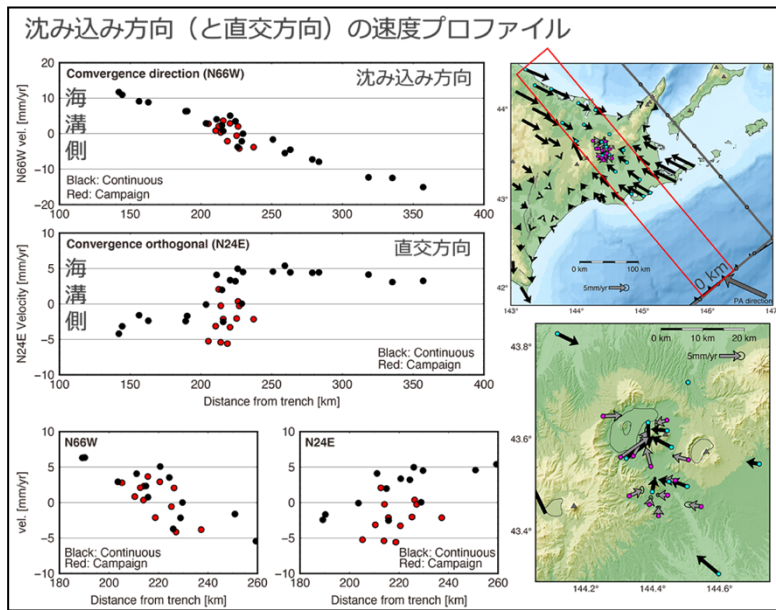 沈み込み方向（と直交方向）の速度プロファイル
Comvergence direction (N66W)
沈み込み方向
海溝側
N66W vel. [mm/yr]
20
10
0
-10
-20
Black: Continuous
Red: Campaign
100 150 200 250 300 350 400
Convergence orthogonal (N24E)
直交方向
海溝側
N24E Velocity [mm/yr]
10
5
0
-5
-10
Black: Continuous
Red: Campaign
100 150 200 250 300 350 400
Distance from trench [km]
N66W
vel. [mm/yr]
10
5
0
-5
-10
Black: Continuous
Red: Campaign
180 200 220 240 260
Distance from trench [km]
N24E
10
5
0
-5
-10
Black: Continuous
Red: Campaign
180 200 220 240 260
Distance from trench [km]
44°
43°
42°
143° 144° 145° 146° 147
0 km 100 km
5mm/yr
0 km
PA direction
0 km 10 km 20 km
5mm/yr
43.8°
43.6°
43.4°
144.2° 144.4° 144.6°